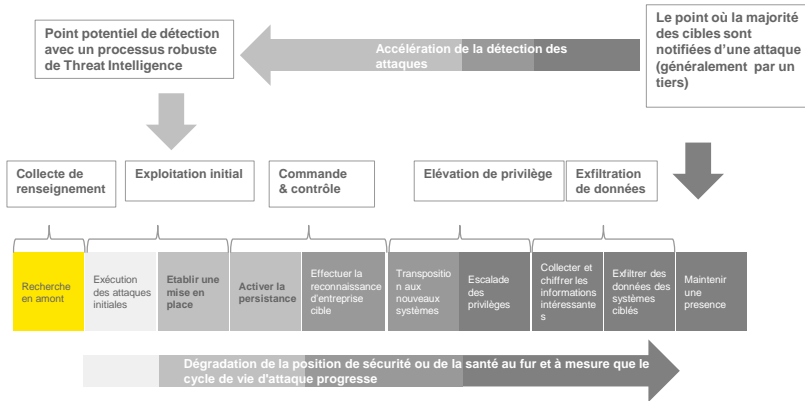 Point potentiel de détection
avec un processus robuste
de Threat Intelligence
Accélération de la détection des
attaques
Le point où la majorité
des cibles sont
notifiées d'une attaque
(généralement par un
tiers)
Collecte de
renseignement
Exploitation initial
Commande
& contrôle
Elévation de privilège
Exfiltration
de données
Recherche
en amont
Exécution
des attaques
initiales
Etablir une
mise en
place
Activer la
persistance
Effectuer la
reconnaissance
d'entreprise
cible
Transpositio
n aux
nouveaux
systèmes
Escalade
des
privilèges
Collecter et
chiffrer les
informations
intéressante
s
Exfiltrer des
données des
systèmes
ciblés
Maintenir
une
presence
Dégradation de la position de sécurité ou de la santé au fur et à mesure que le
cycle de vie d'attaque progresse